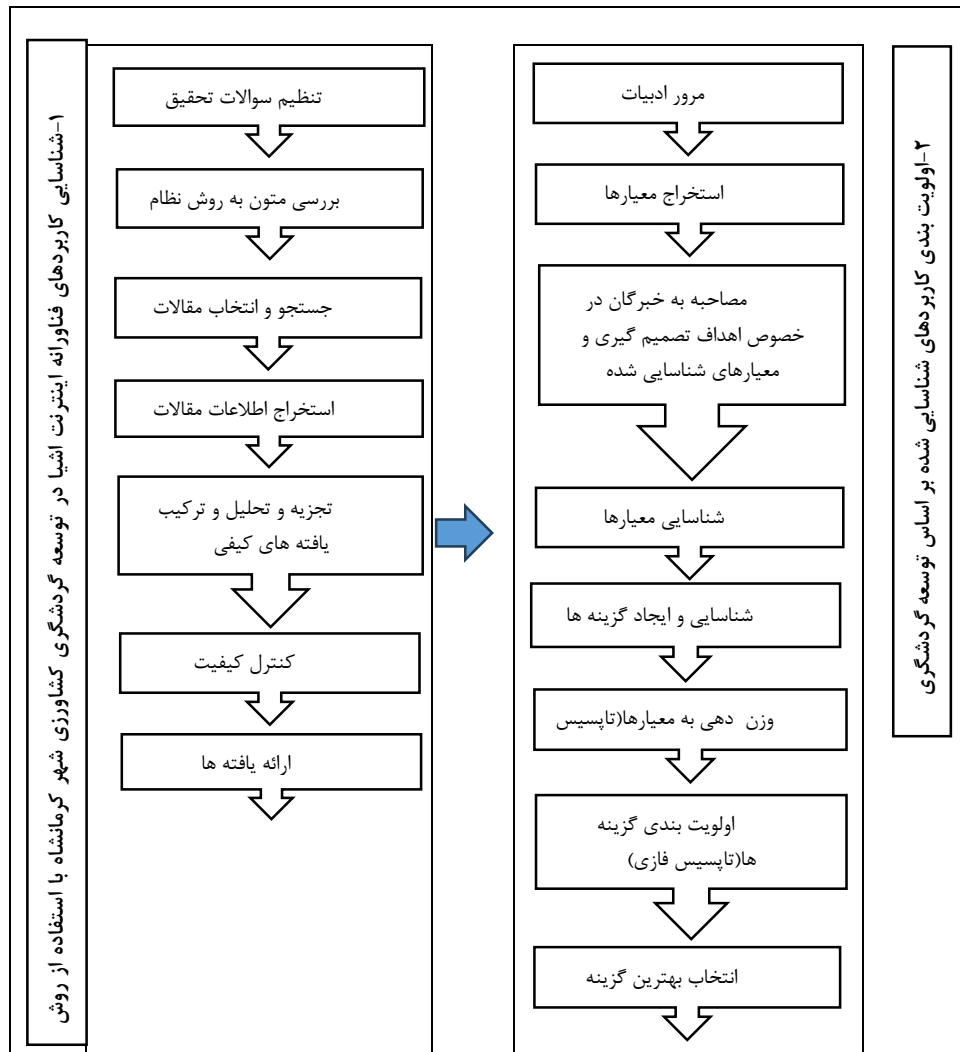 ۱-شناسایی کاربردهای فناورانه اینترنت اشیا در توسعه گردشگری کشاورزی شهر کرمانشاه با استفاده از روش
تنظیم سوالات تحقیق
بررسی متون به روش نظام
جستجو و انتخاب مقالات
استخراج اطلاعات مقالات
تجزیه و تحلیل و ترکیب
یافته های کیفی
کنترل کیفیت
ارائه یافته ها
۲-اولویت بندی کاربردهای شناسایی شده بر اساس توسعه گردشگری
مرور ادبیات
استخراج معیارها
مصاحبه به خبرگان در
خصوص اهداف تصمیم گیری و
معیارهای شناسایی شده
شناسایی معیارها
شناسایی و ایجاد گزینه ها
وزن دهی به معیارها(تاپسیس
اولویت بندی گزینه
ها(تاپسیس فازی)
انتخاب بهترین گزینه